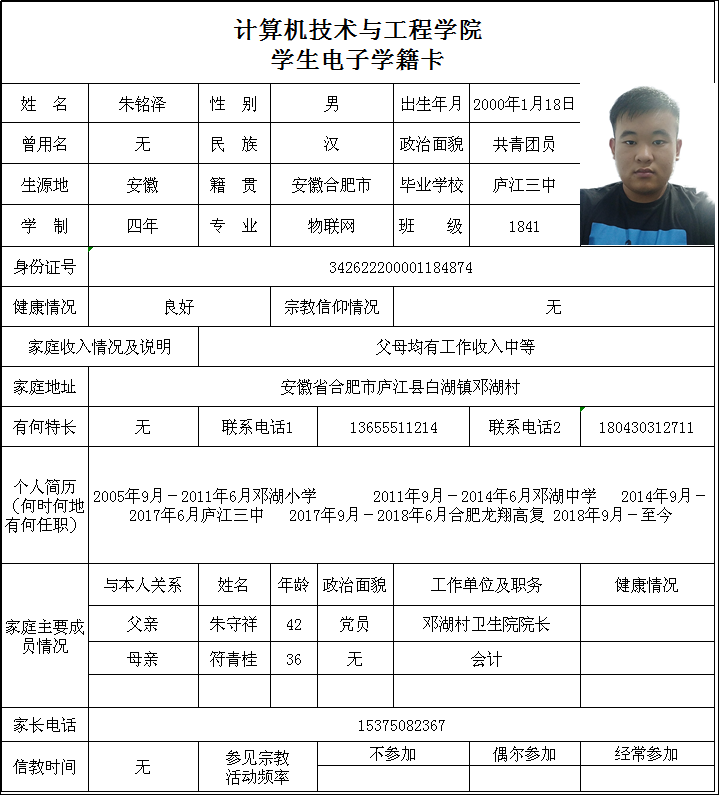 计算机技术与工程学院
学生电子学籍卡
姓 名 朱铭泽 性 别 男 出生年月 2000年1月18日
曾用名 无 民 族 汉 政治面貌 共青团员
生源地 安徽 籍 贯 安徽合肥市 毕业学校 庐江三中
学 制 四年 专 业 物联网 班 级 1841
身份证号 342622200001184874
健康情况 良好 宗教信仰情况 无
家庭收入情况及说明 父母均有工作收入中等
家庭地址 安徽省合肥市庐江县白湖镇邓湖村
有何特长 无 联系电话1 13655511214 联系电话2 180430312711
个人简历
（何时何地
有何任职）
2005年9月－2011年6月邓湖小学 2011年9月－2014年6月邓湖中学 2014年9月－
2017年6月庐江三中 2017年9月－2018年6月合肥龙翔高复 2018年9月－至今
家庭主要成
员情况
与本人关系 姓名 年龄 政治面貌 工作单位及职务 健康情况
父亲 朱守祥 42 党员 邓湖村卫生院院长
母亲 符青桂 36 无 会计
家长电话 15375082367
信教时间 无 参见宗教
活动频率
不参加 偶尔参加 经常参加